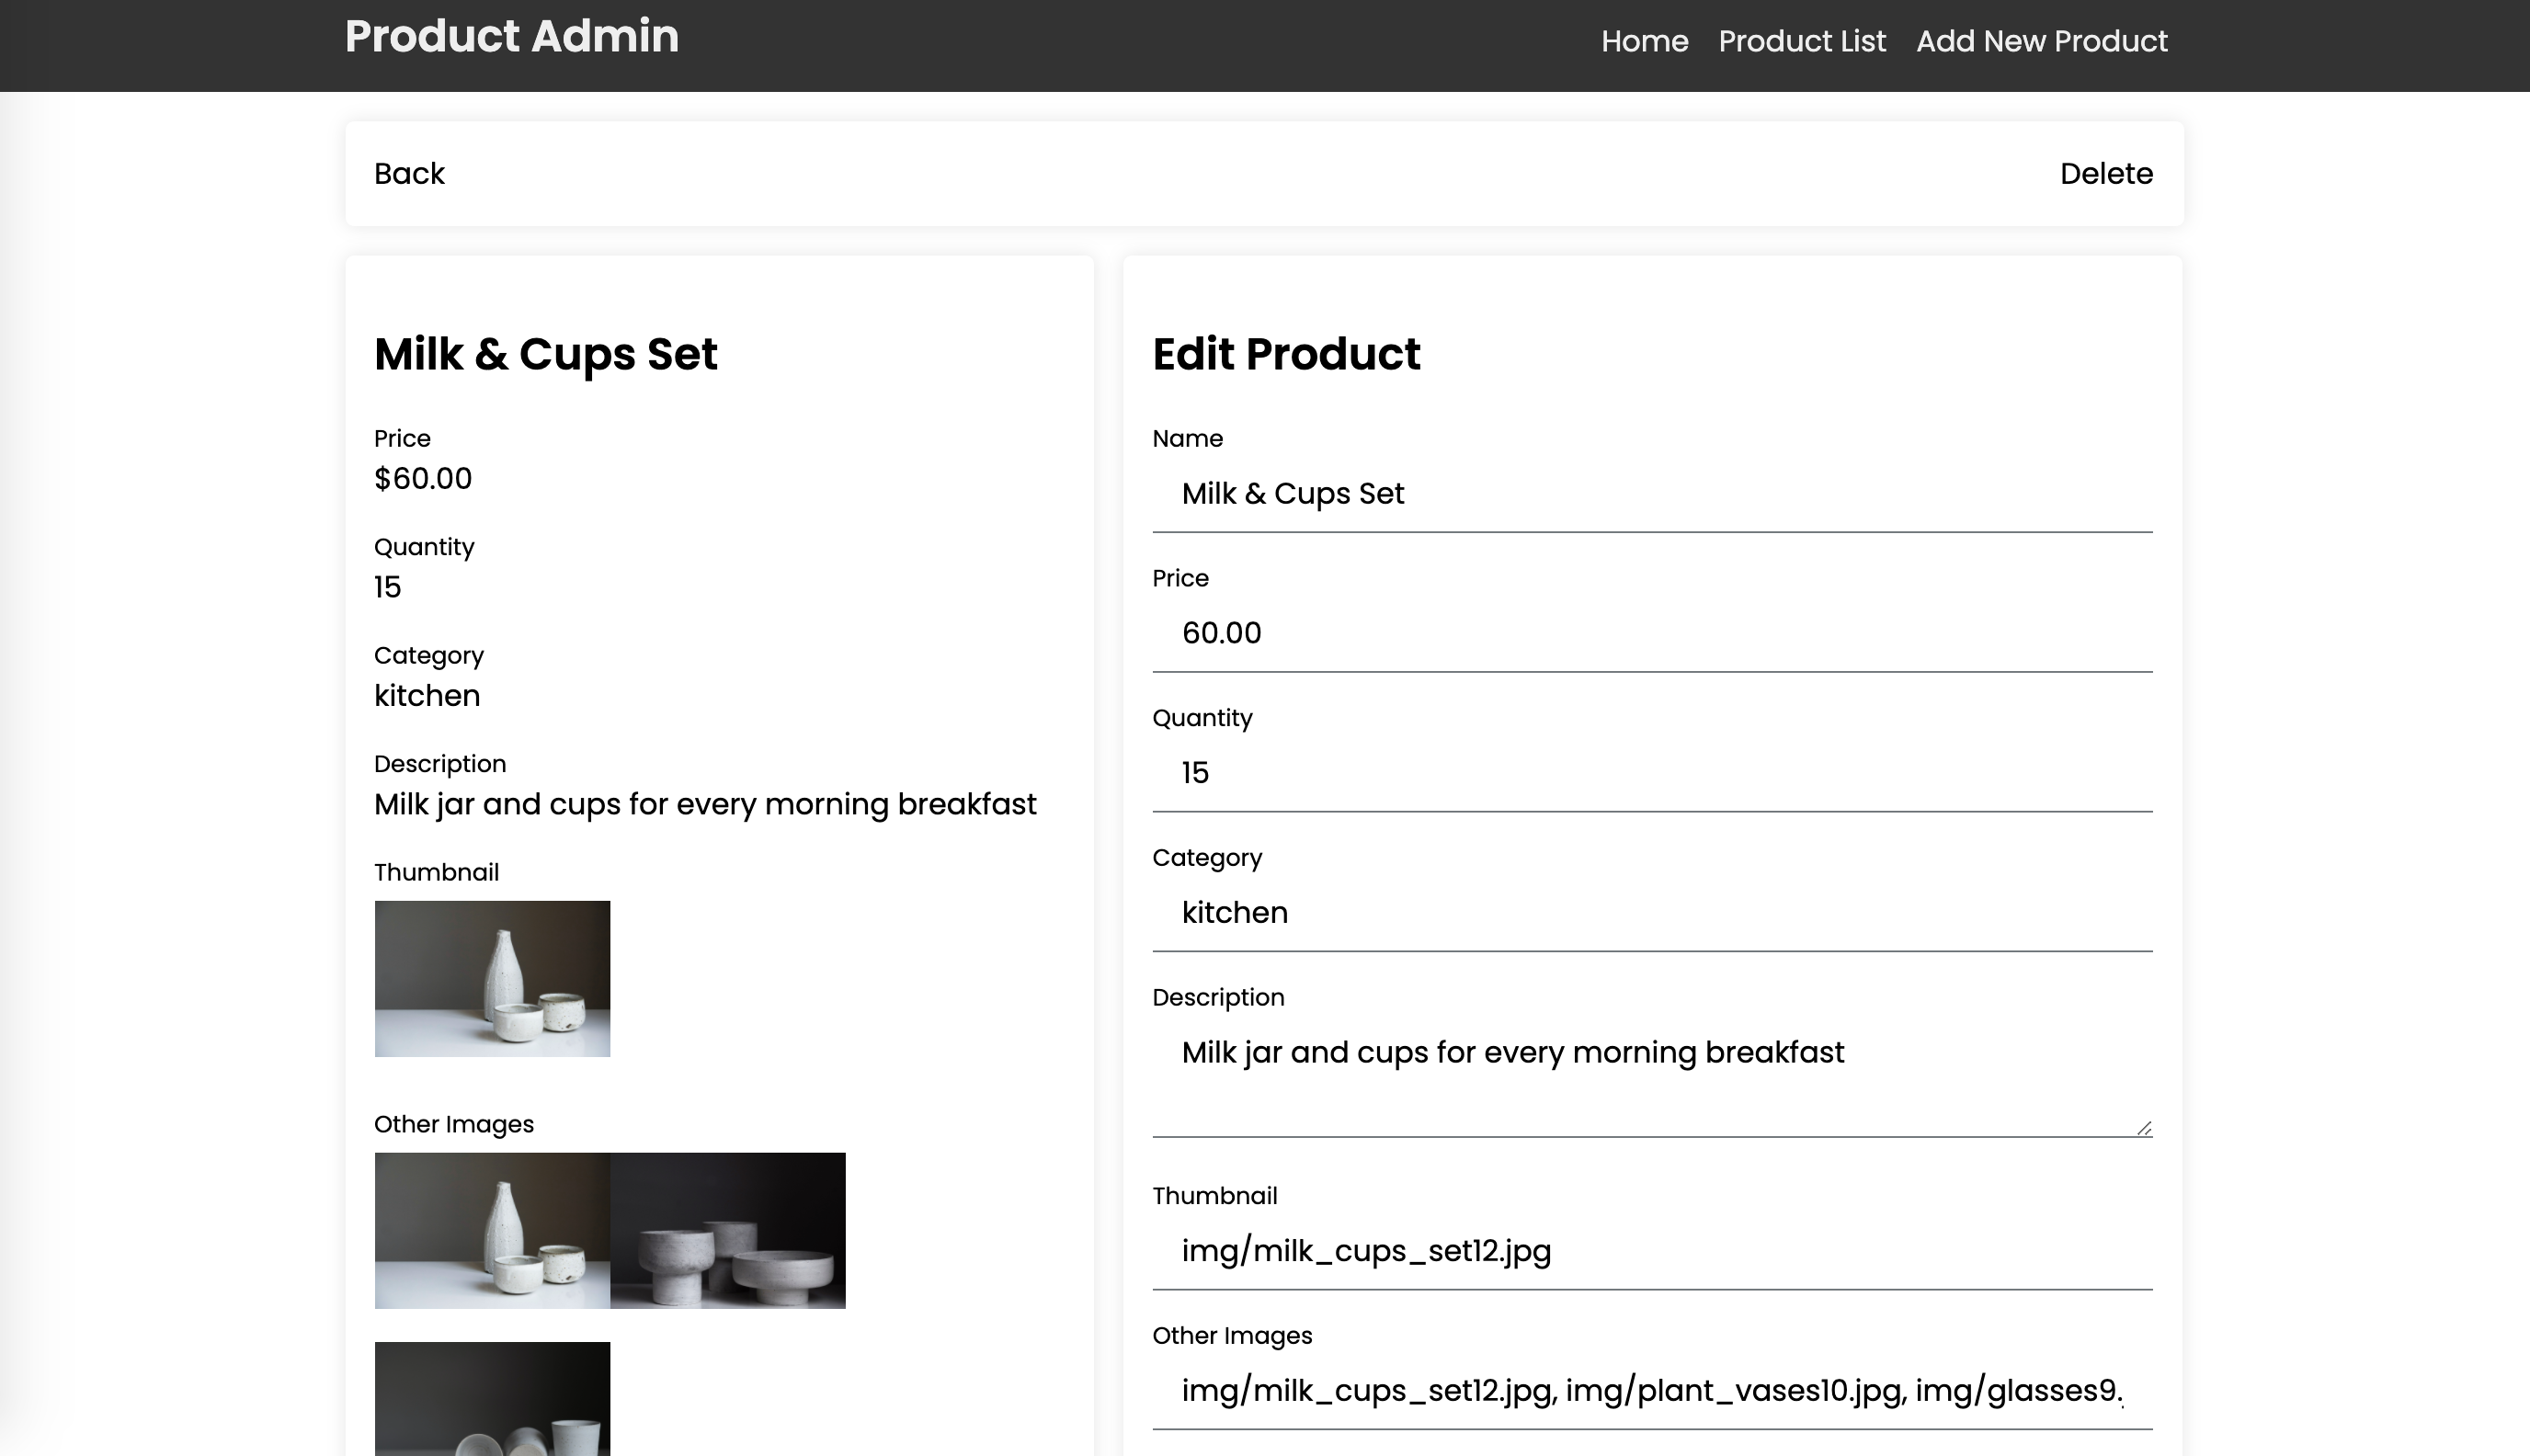 Product Admin
Home Product List Add New Product
Back Delete
Milk & Cups Set
Price
$60.00
Quantity
15
Category
kitchen
Description
Milk jar and cups for every morning breakfast
Thumbnail
Other Images
Edit Product
Name
Milk & Cups Set
Price
60.00
Quantity
15
Category
kitchen
Description
Milk jar and cups for every morning breakfast
Thumbnail
img/milk_cups_set12.jpg
Other Images
img/milk_cups_set12.jpg, img/plant_vases10.jpg, img/glasses9.